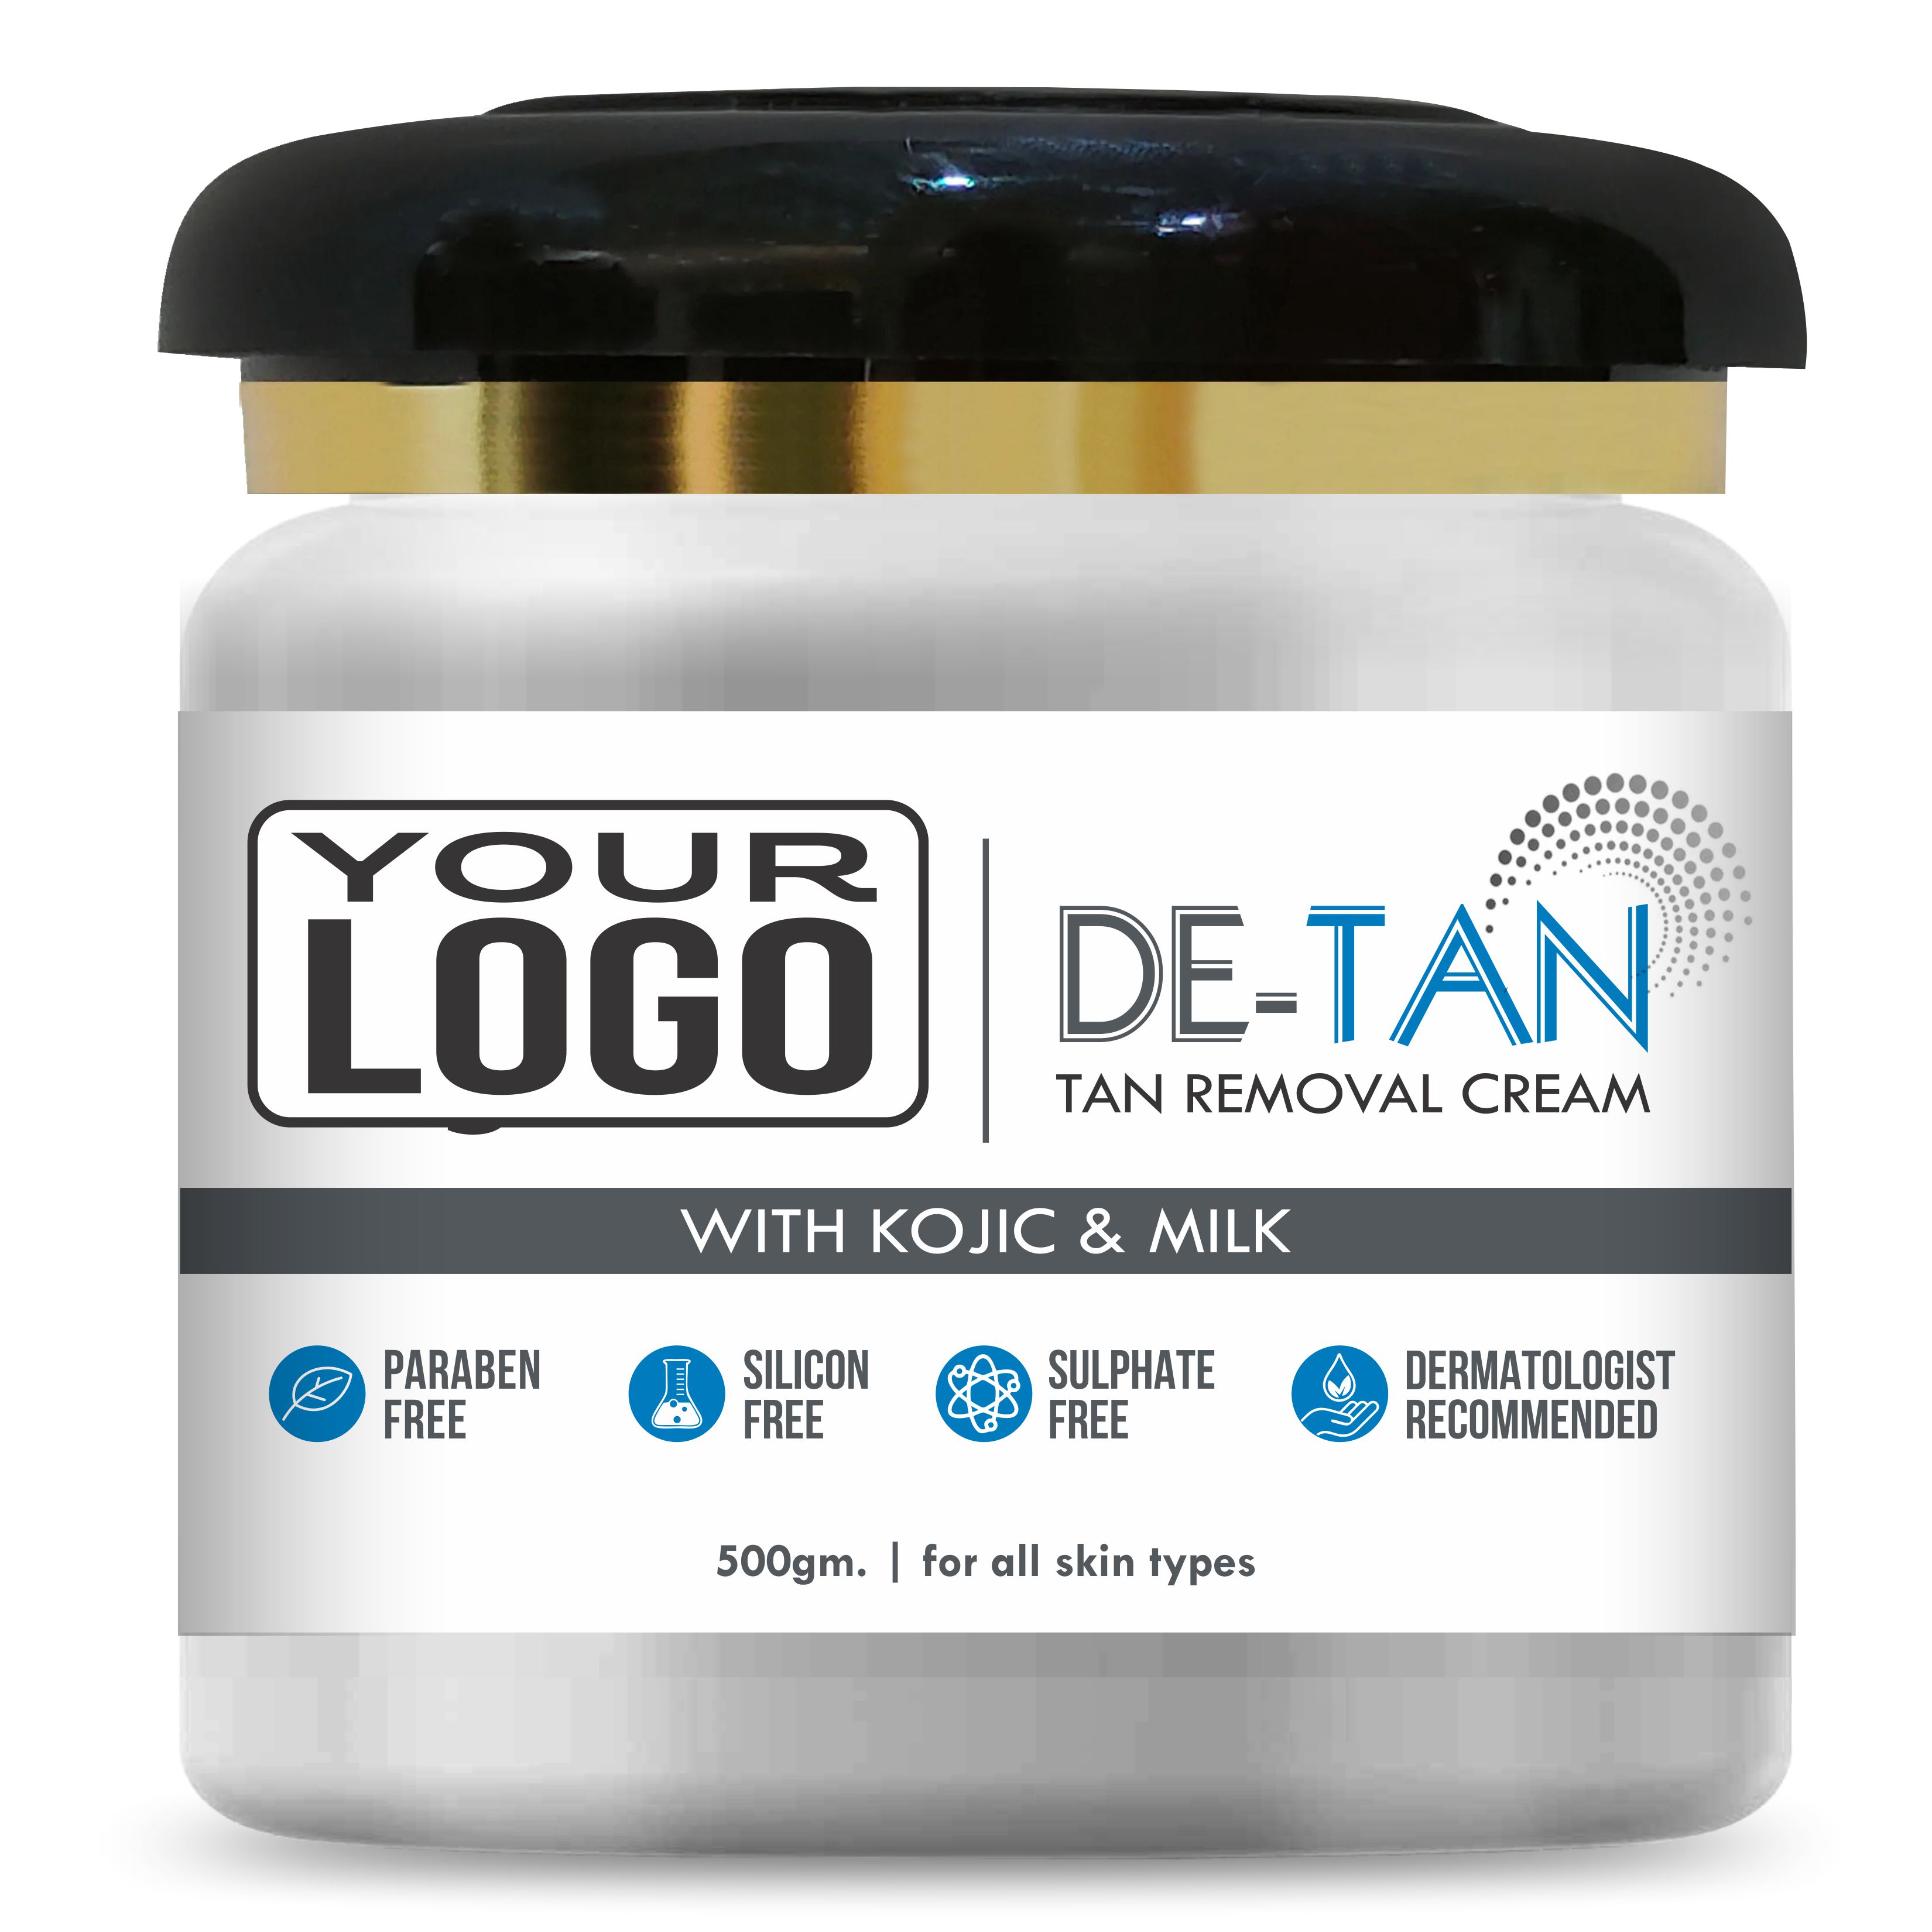 YOUR
LOGO
DE-TAN
TAN REMOVAL CREAM
WITH KOJIC & MILK
PARABEN
FREE
SILICON
FREE
SULPHATE
FREE
DERMATOLOGIST
RECOMMENDED
500gm. | for all skin types